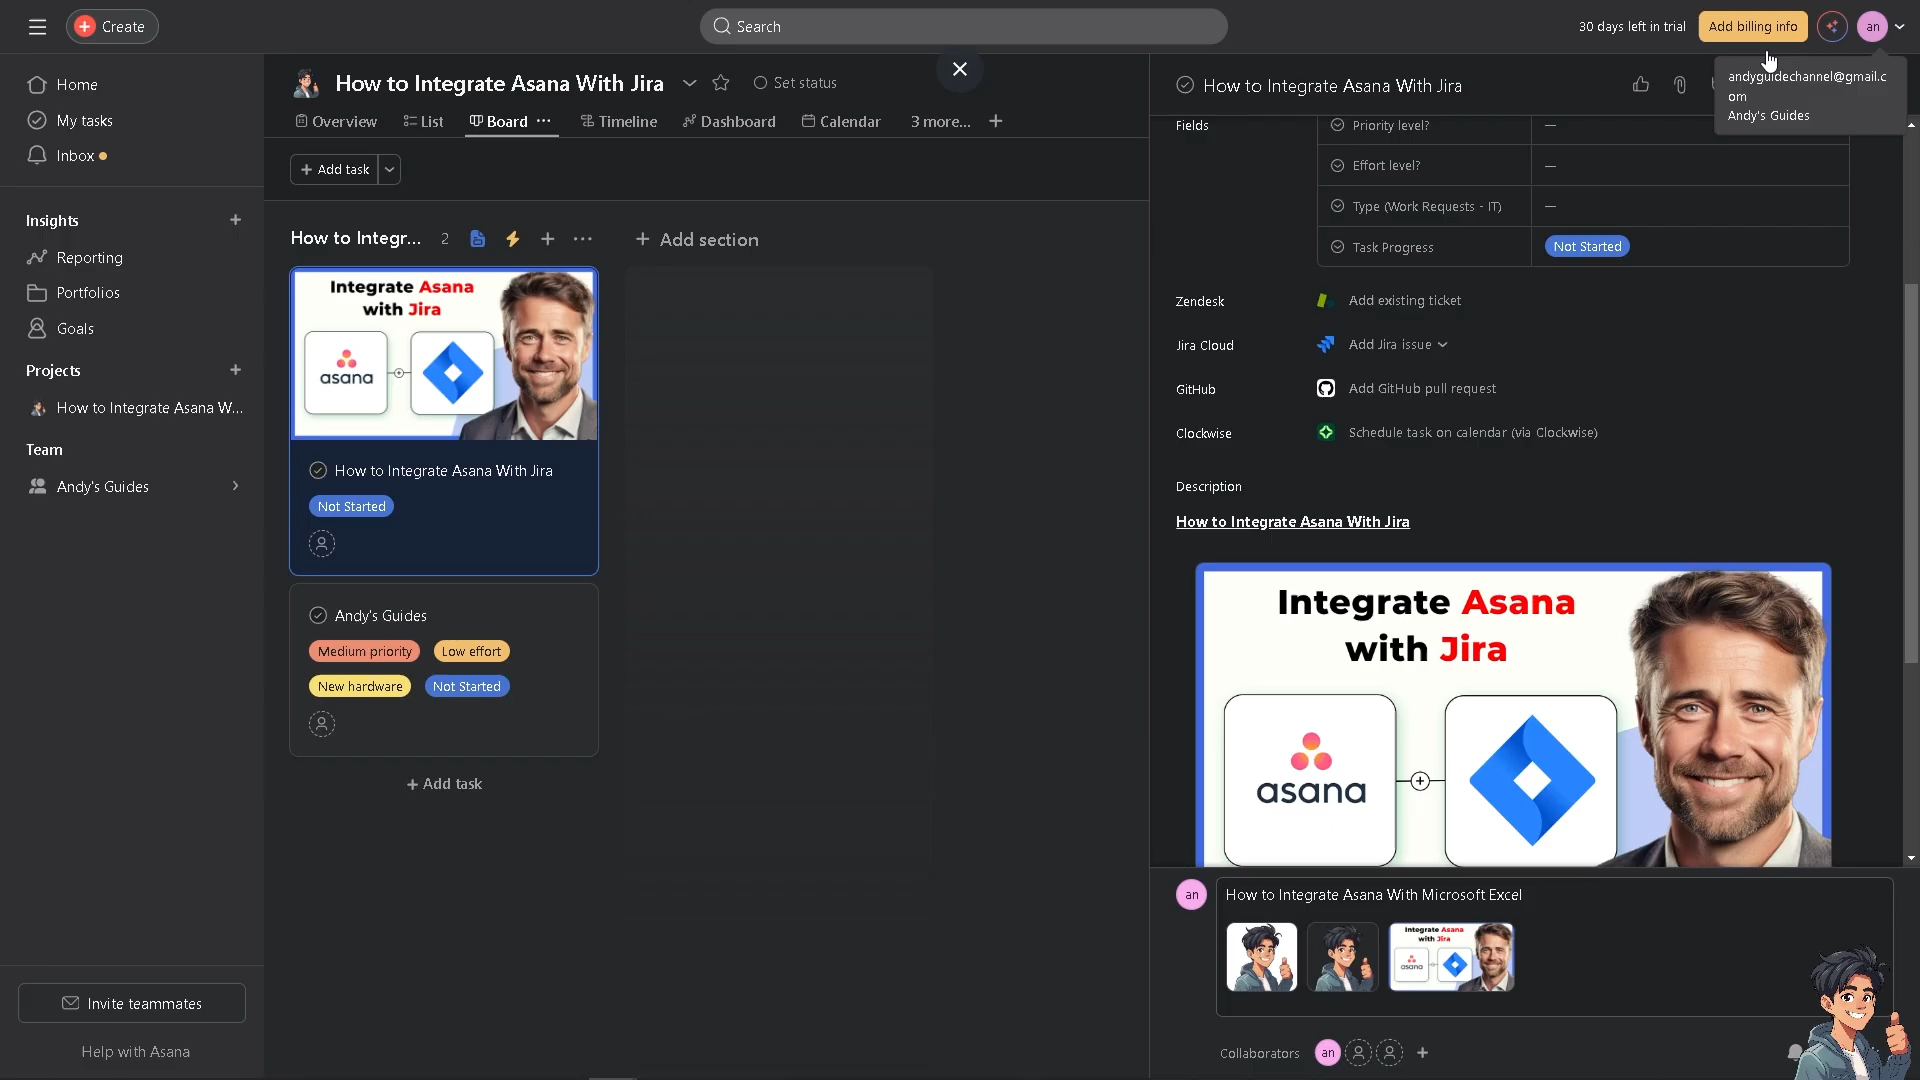 Create
Search
30 days left in trial
Add billing info
an
andyguidechannel@gmail.c
om
Andy's Guides
Home
My tasks
Inbox
Insights
Reporting
Portfolios
Goals
Projects
How to Integrate Asana W...
Team
Andy's Guides
Invite teammates
Help with Asana
How to Integrate Asana With Jira
Set status
Overview
List
Board
Timeline
Dashboard
Calendar
3 more...
Add task
How to Integr...
2
Add section
Integrate Asana
with Jira
asana
How to Integrate Asana With Jira
Not Started
Andy's Guides
Medium priority
Low effort
New hardware
Not Started
Add task
How to Integrate Asana With Jira
Fields
Priority level?
—
Effort level?
—
Type (Work Requests - IT)
—
Task Progress
Not Started
Zendesk
Add existing ticket
Jira Cloud
Add Jira issue
GitHub
Add GitHub pull request
Clockwise
Schedule task on calendar (via Clockwise)
Description
How to Integrate Asana With Jira
Integrate Asana
with Jira
asana
an
How to Integrate Asana With Microsoft Excel
Integrate Asana
with Jira
asana
Collaborators
an